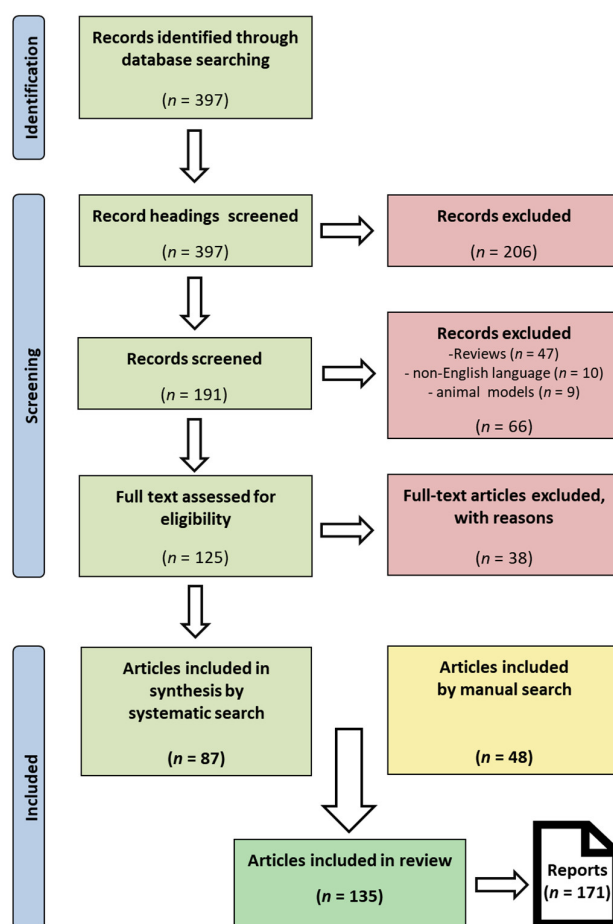 Identification
Records identified through
database searching
(n = 397)
Screening
Record headings screened
(n = 397)
Records excluded
(n = 206)
Records screened
(n = 191)
Records excluded
-Reviews (n = 47)
- non-English language (n = 10)
- animal models (n = 9)
(n = 66)
Full text assessed for
eligibility
(n = 125)
Full-text articles excluded,
with reasons
(n = 38)
Included
Articles included in
synthesis by
systematic search
(n = 87)
Articles included
by manual search
(n = 48)
Articles included in review
(n = 135)
Reports
(n = 171)